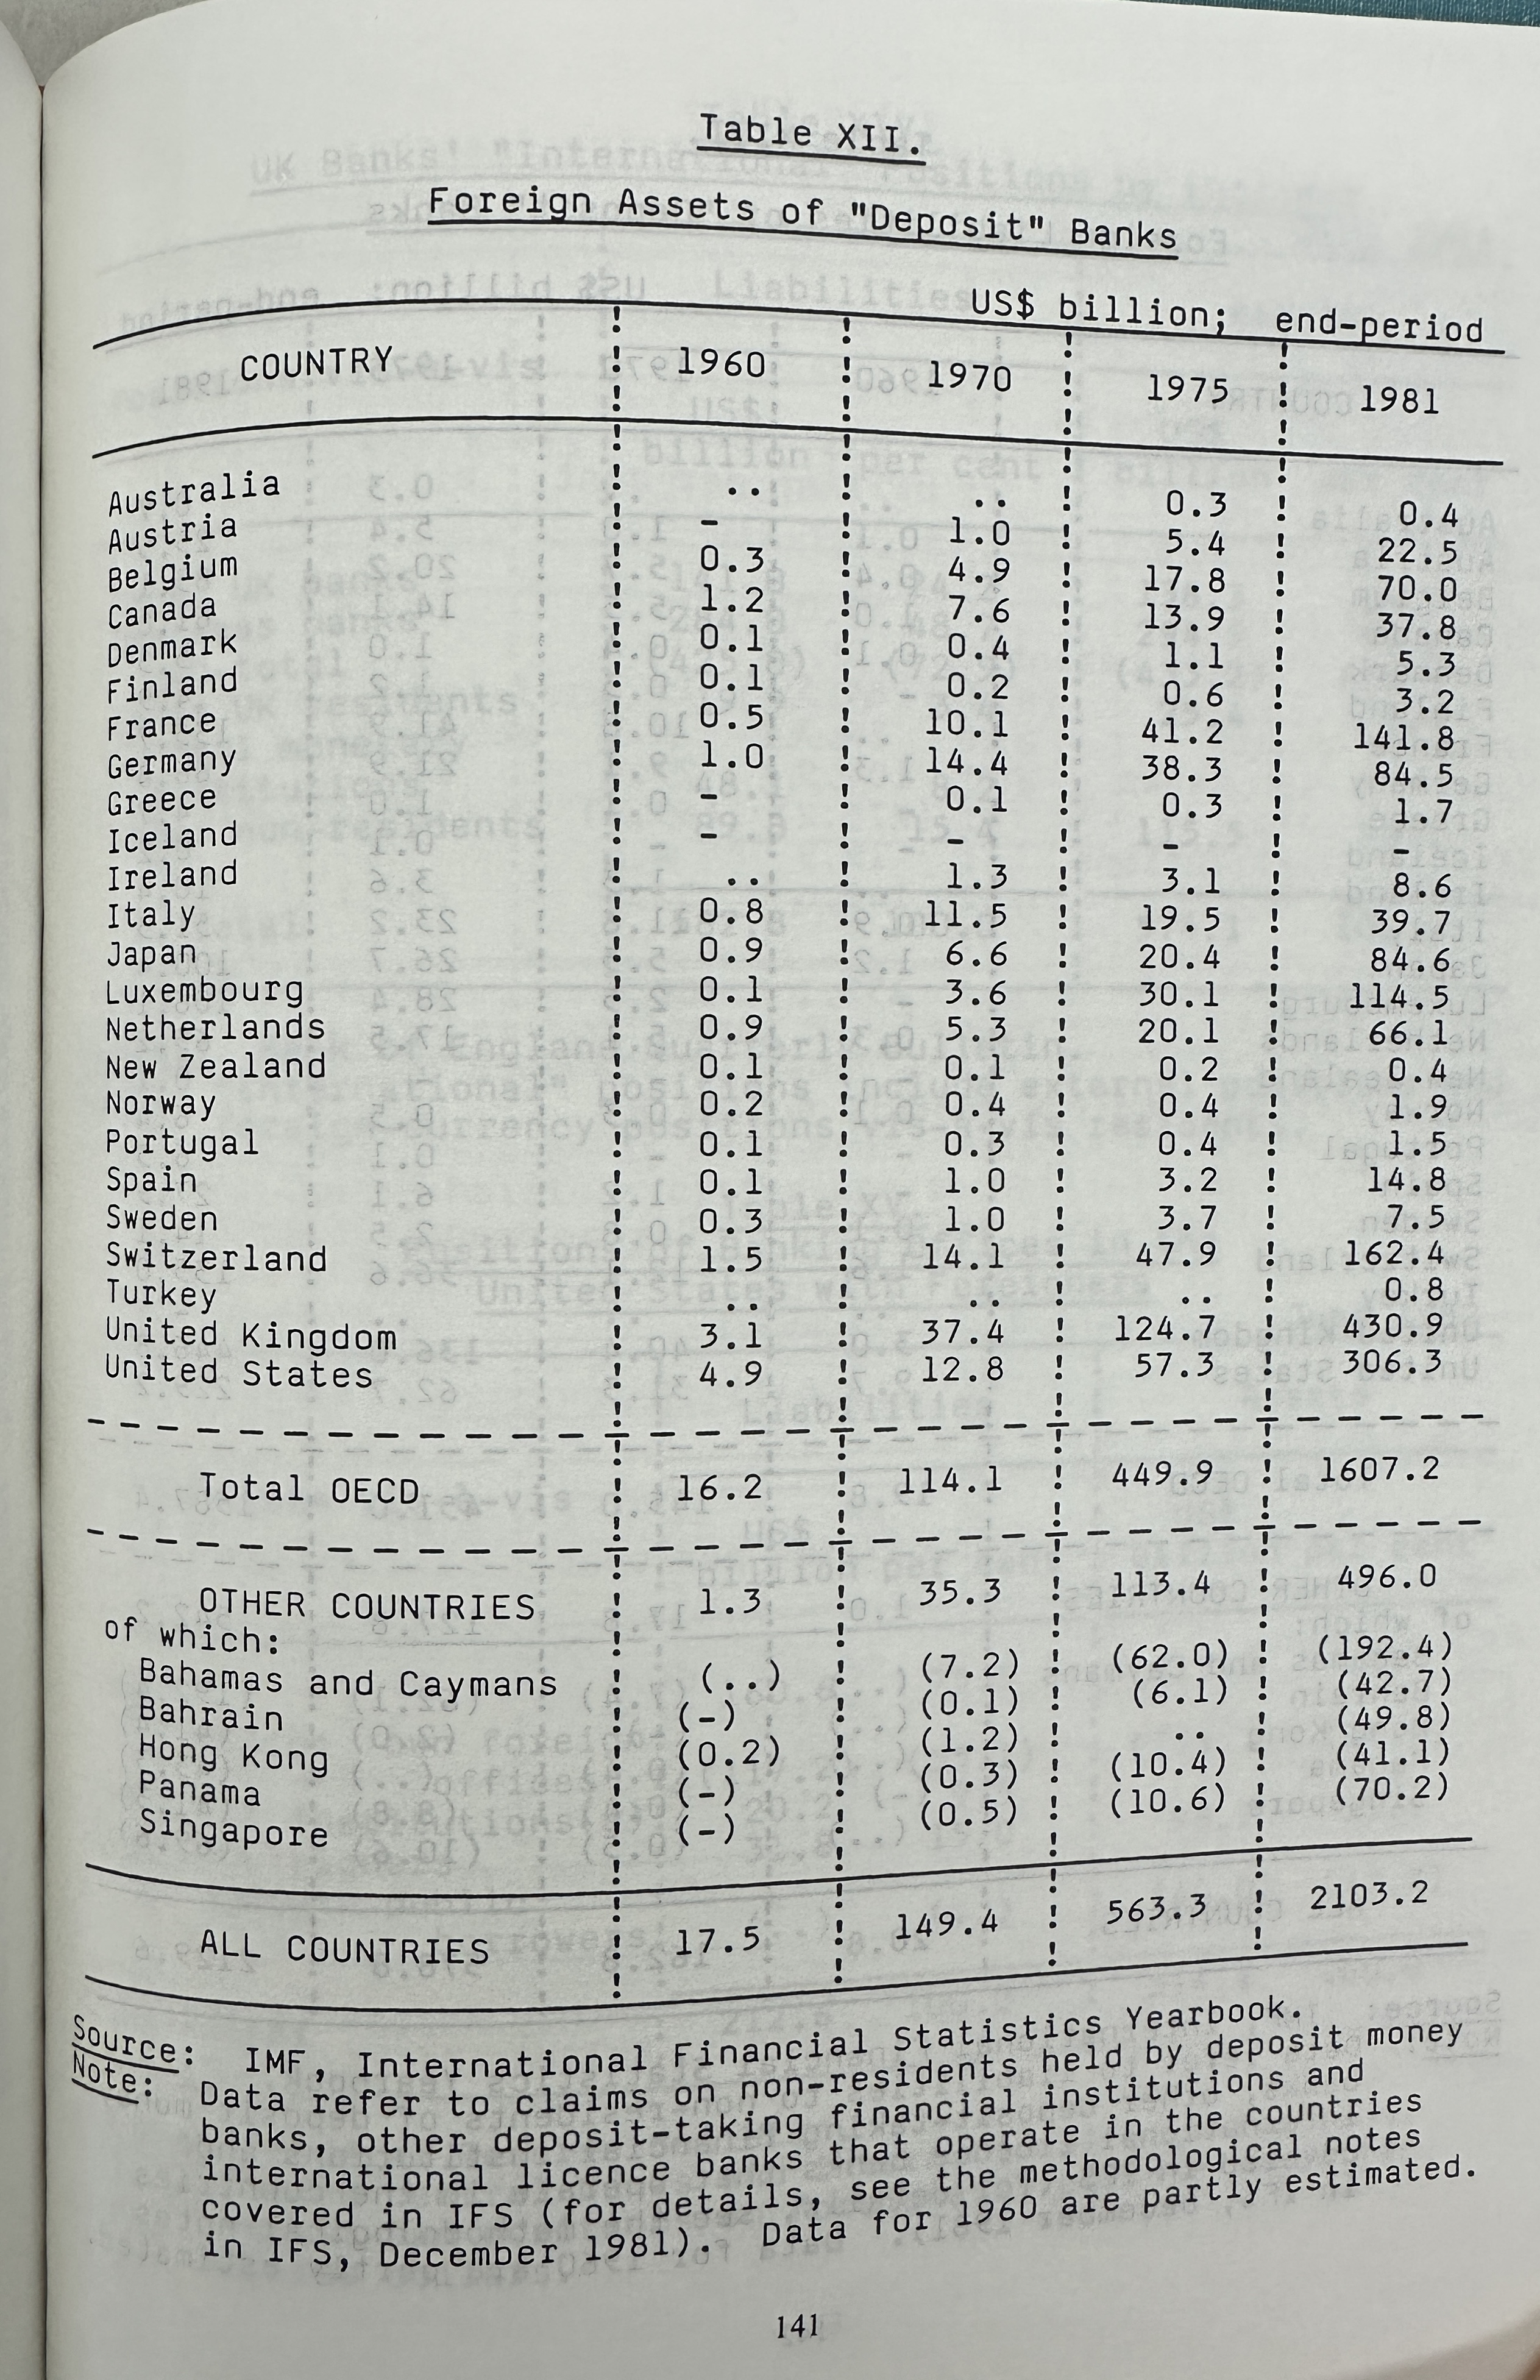 Table XII.
Foreign Assets of "Deposit" Banks
US$ billion; end-period
COUNTRY ! 1960 ! 1970 ! 1975 ! 1981
Australia ! .. ! .. ! 0.3 ! 0.4
Austria ! - ! 1.0 ! 5.4 ! 22.5
Belgium ! 0.3 ! 4.9 ! 17.8 ! 70.0
Canada ! 1.2 ! 7.6 ! 13.9 ! 37.8
Denmark ! 0.1 ! 0.4 ! 1.1 ! 5.3
Finland ! 0.1 ! 0.2 ! 0.6 ! 3.2
France ! 0.5 ! 10.1 ! 41.2 ! 141.8
Germany ! 1.0 ! 14.4 ! 38.3 ! 84.5
Greece ! - ! 0.1 ! 0.3 ! 1.7
Iceland ! - ! - ! - ! -
Ireland ! .. ! 1.3 ! 3.1 ! 8.6
Italy ! 0.8 ! 11.5 ! 19.5 ! 39.7
Japan ! 0.9 ! 6.6 ! 20.4 ! 84.6
Luxembourg ! 0.1 ! 3.6 ! 30.1 ! 114.5
Netherlands ! 0.9 ! 5.3 ! 20.1 ! 66.1
New Zealand ! 0.1 ! 0.1 ! 0.2 ! 0.4
Norway ! 0.2 ! 0.4 ! 0.4 ! 1.9
Portugal ! 0.1 ! 0.3 ! 0.4 ! 1.5
Spain ! 0.1 ! 1.0 ! 3.2 ! 14.8
Sweden ! 0.3 ! 1.0 ! 3.7 ! 7.5
Switzerland ! 1.5 ! 14.1 ! 47.9 ! 162.4
Turkey ! .. ! .. ! .. ! 0.8
United Kingdom ! 3.1 ! 37.4 ! 124.7 ! 430.9
United States ! 4.9 ! 12.8 ! 57.3 ! 306.3
Total OECD ! 16.2 ! 114.1 ! 449.9 ! 1607.2
OTHER COUNTRIES ! 1.3 ! 35.3 ! 113.4 ! 496.0
of which:
Bahamas and Caymans ! (..) ! (7.2) ! (62.0) ! (192.4)
Bahrain ! (-) ! (0.1) ! (6.1) ! (42.7)
Hong Kong ! (0.2) ! (1.2) ! .. ! (49.8)
Panama ! (-) ! (0.3) ! (10.4) ! (41.1)
Singapore ! (-) ! (0.5) ! (10.6) ! (70.2)
ALL COUNTRIES ! 17.5 ! 149.4 ! 563.3 ! 2103.2
Source: IMF, International Financial Statistics Yearbook.
Note: Data refer to claims on non-residents held by deposit money
banks, other deposit-taking financial institutions and
international licence banks that operate in the countries
covered in IFS (for details, see the methodological notes
in IFS, December 1981). Data for 1960 are partly estimated.
141